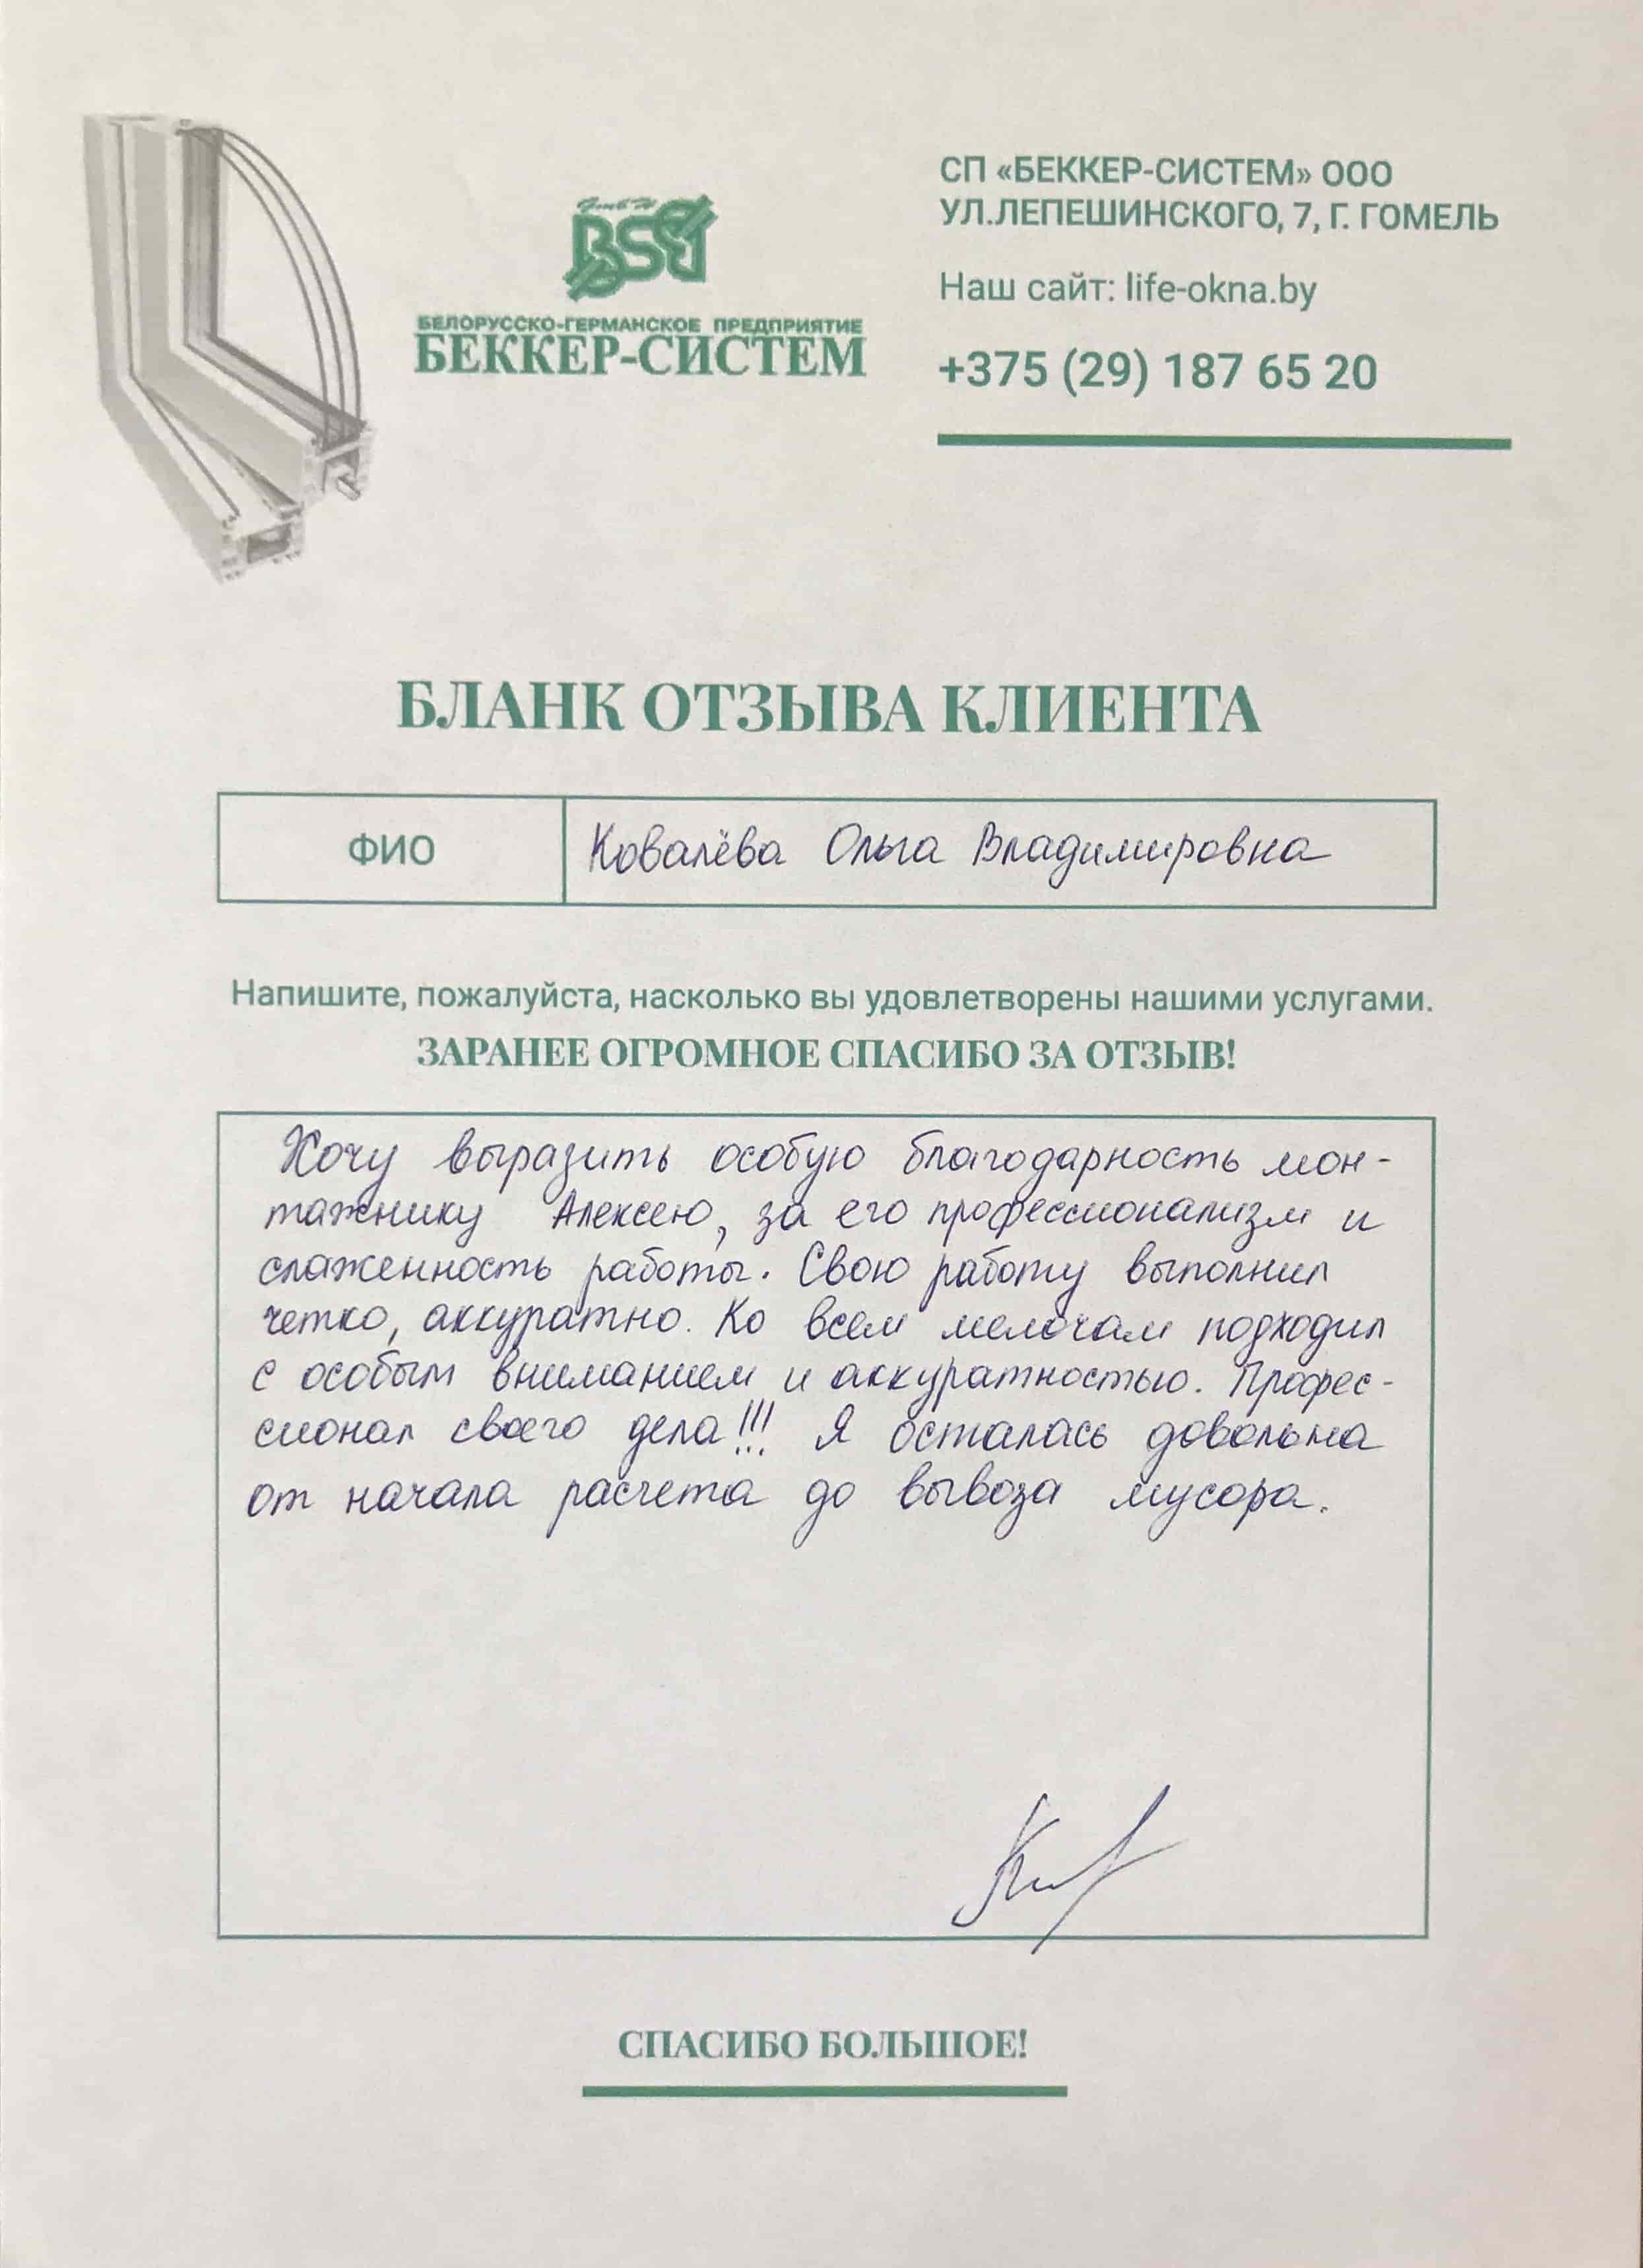 СП «БЕККЕР-СИСТЕМ» ООО
УЛ.ЛЕПЕШИНСКОГО, 7, Г. ГОМЕЛЬ
Наш сайт: life-okna.by
+375 (29) 187 65 20
GmbH
BSB
БЕЛОРУССКО-ГЕРМАНСКОЕ ПРЕДПРИЯТИЕ
БЕККЕР-СИСТЕМ
БЛАНК ОТЗЫВА КЛИЕНТА
ФИО Ковалёва Ольга Владимировна
Напишите, пожалуйста, насколько вы удовлетворены нашими услугами.
ЗАРАНЕЕ ОГРОМНОЕ СПАСИБО ЗА ОТЗЫВ!
Хочу выразить особую благодарность мон-
тажнику Алексею, за его профессионализм и
слаженность работы. Свою работу выполнил
четко, аккуратно. Ко всем мелочам подходил
с особым вниманием и аккуратностью. Профес-
сионал своего дела!!! Я осталась довольна
от начала расчета до вывоза мусора.
СПАСИБО БОЛЬШОЕ!